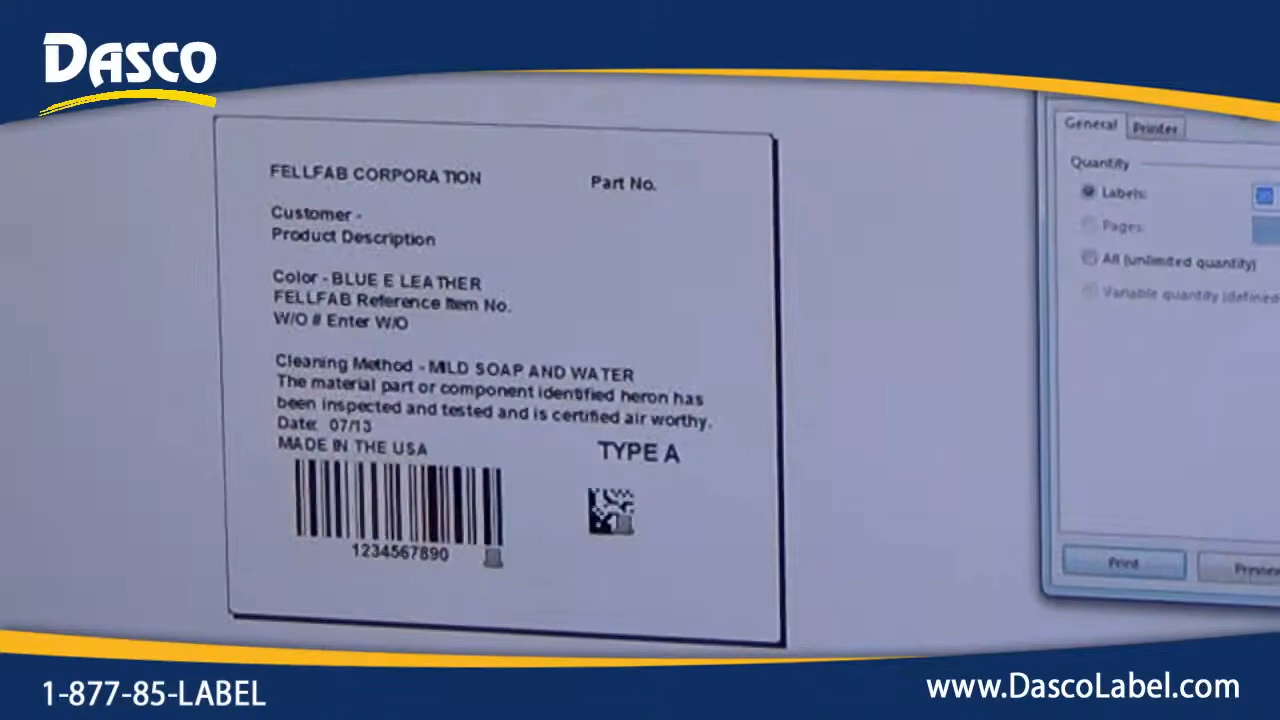 DASCO
FELLFAB CORPORATION
Part No.
Customer -
Product Description
Color - BLUE E LEATHER
FELLFAB Reference Item No.
W/O # Enter W/O
Cleaning Method - MILD SOAP AND WATER
The material part or component identified heron has
been inspected and tested and is certified air worthy.
Date: 07/13
MADE IN THE USA
TYPE A
1234567890
General
Printer
Quantity
Labels:
Pages:
All (unlimited quantity)
Variable quantity (defined
Print
1-877-85-LABEL
www.DascoLabel.com